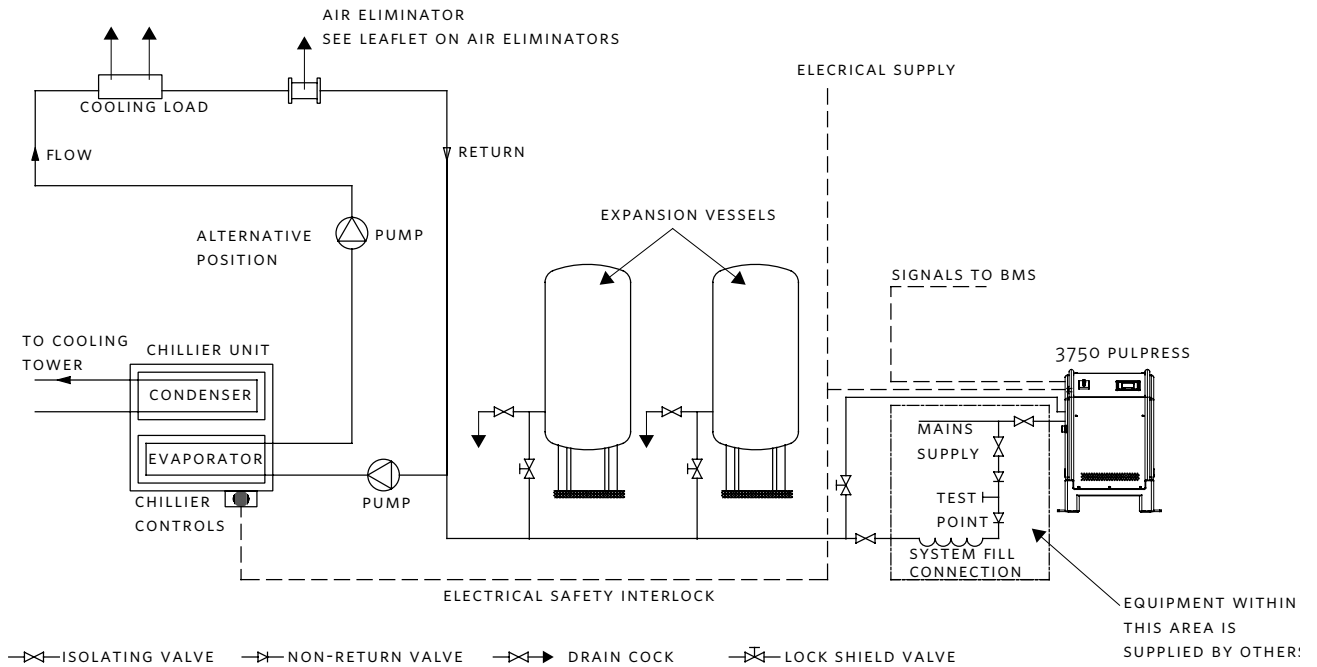 AIR ELIMINATOR
SEE LEAFLET ON AIR ELIMINATORS
ELECRICAL SUPPLY
COOLING LOAD
FLOW
RETURN
EXPANSION VESSELS
ALTERNATIVE
POSITION
PUMP
SIGNALS TO BMS
TO COOLING
TOWER
CHILLIER UNIT
3750 PULPRESS
CONDENSER
MAINS
SUPPLY
EVAPORATOR
PUMP
CHILLIER
CONTROLS
TEST
POINT
SYSTEM FILL
CONNECTION
ELECTRICAL SAFETY INTERLOCK
EQUIPMENT WITHIN
THIS AREA IS
SUPPLIED BY OTHERS
ISOLATING VALVE
NON-RETURN VALVE
DRAIN COCK
LOCK SHIELD VALVE